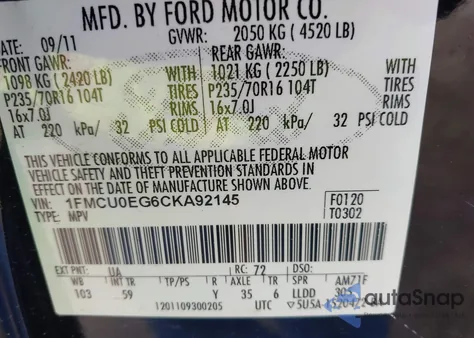 MFD. BY FORD MOTOR CO.
DATE: 09/11 GVWR: 2050 KG ( 4520 LB)
FRONT GAWR: REAR GAWR:
1098 KG (2420 LB) WITH 1021 KG ( 2250 LB) WITH
P235/70R16 104T TIRES P235/70R16 104T TIRES
16x7.0J RIMS 16x7.0J RIMS
AT 220 kPa/ 32 PSI COLD AT 220 kPa/ 32 PSI COLD
THIS VEHICLE CONFORMS TO ALL APPLICABLE FEDERAL MOTOR
VEHICLE SAFETY AND THEFT PREVENTION STANDARDS IN
EFFECT ON THE DATE OF MANUFACTURE SHOWN ABOVE.
VIN: 1FMCU0EG6CKA92145 F0120
TYPE: MPV T0302
EXT PNT: UA RC: 72
WB INT TR TP/PS R AXLE TR SPR
103 59 Y 35 6 LLDD 305
1201109300205 UTC
autoSnap